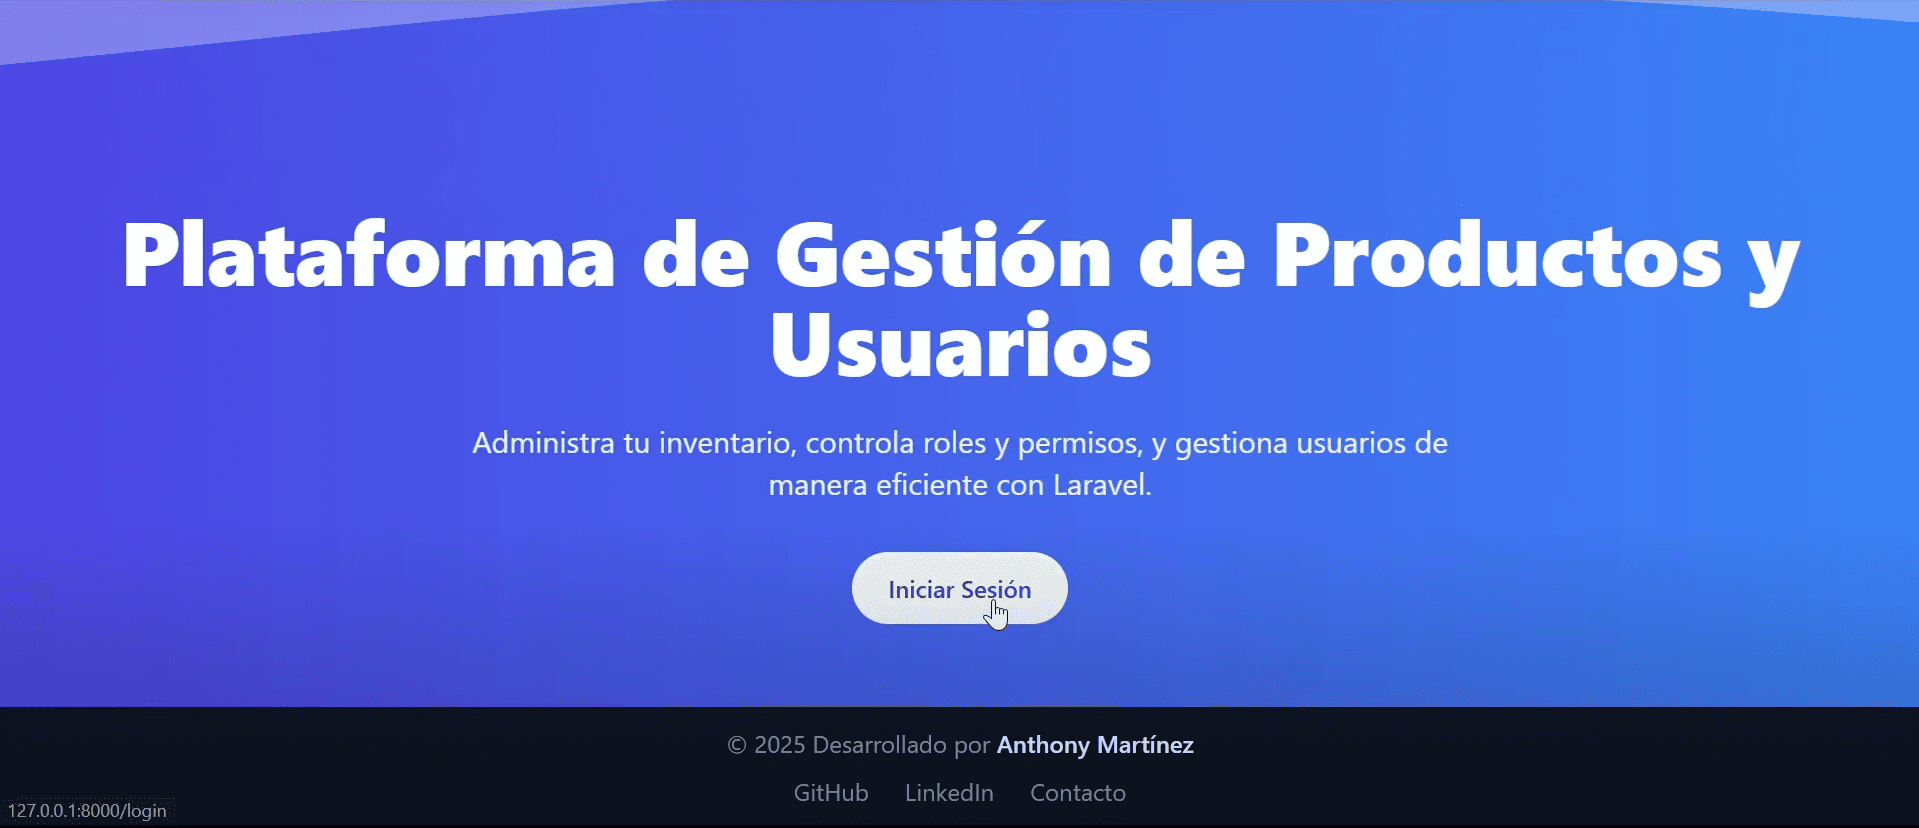 Plataforma de Gestión de Productos y
Usuarios
Administra tu inventario, controla roles y permisos, y gestiona usuarios de
manera eficiente con Laravel.
Iniciar Sesión
© 2025 Desarrollado por Anthony Martínez
GitHub LinkedIn Contacto
127.0.0.1:8000/login